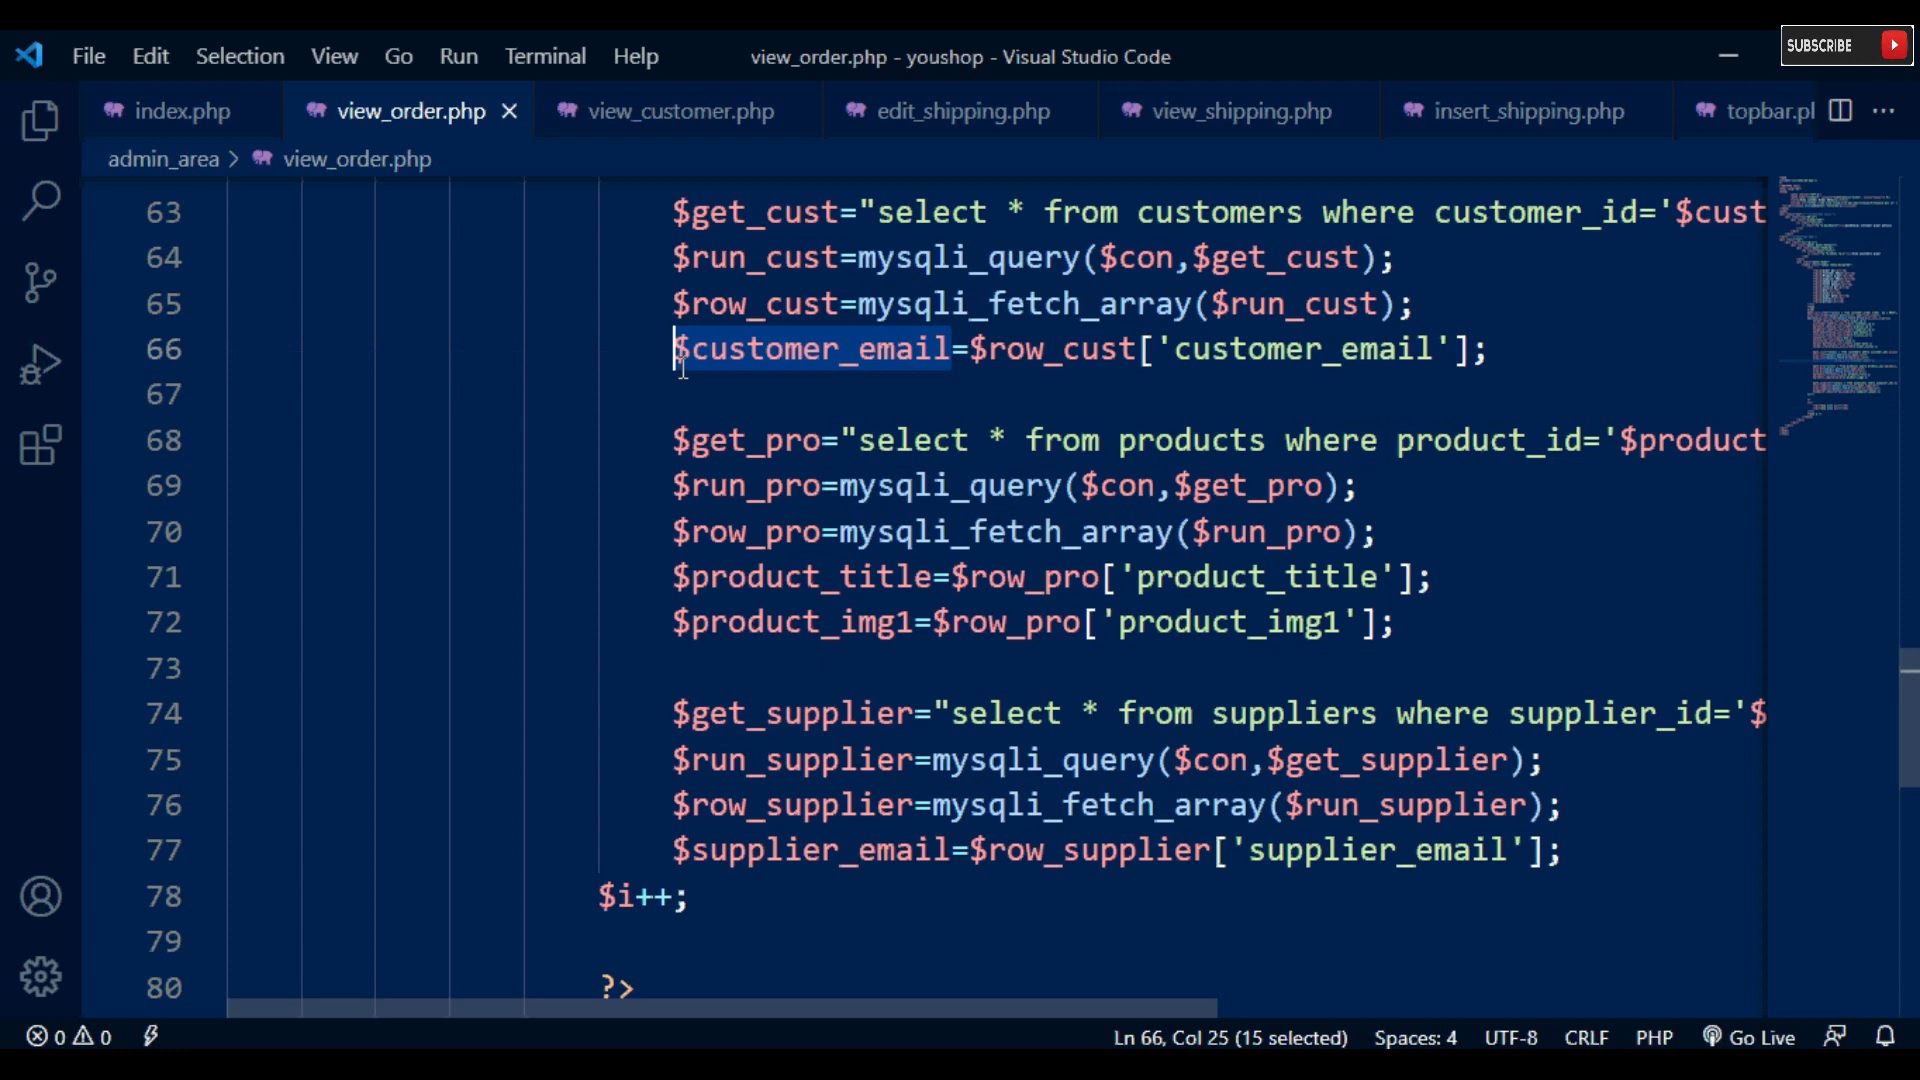 File Edit Selection View Go Run Terminal Help view_order.php - youshop - Visual Studio Code SUBSCRIBE
index.php view_order.php view_customer.php edit_shipping.php view_shipping.php insert_shipping.php topbar.pl
admin_area > view_order.php
63 $get_cust="select * from customers where customer_id='$cust
64 $run_cust=mysqli_query($con,$get_cust);
65 $row_cust=mysqli_fetch_array($run_cust);
66 $customer_email=$row_cust['customer_email'];
67
68 $get_pro="select * from products where product_id='$product
69 $run_pro=mysqli_query($con,$get_pro);
70 $row_pro=mysqli_fetch_array($run_pro);
71 $product_title=$row_pro['product_title'];
72 $product_img1=$row_pro['product_img1'];
73
74 $get_supplier="select * from suppliers where supplier_id='$
75 $run_supplier=mysqli_query($con,$get_supplier);
76 $row_supplier=mysqli_fetch_array($run_supplier);
77 $supplier_email=$row_supplier['supplier_email'];
78 $i++;
79
80 ?>
0 0 Ln 66, Col 25 (15 selected) Spaces: 4 UTF-8 CRLF PHP Go Live